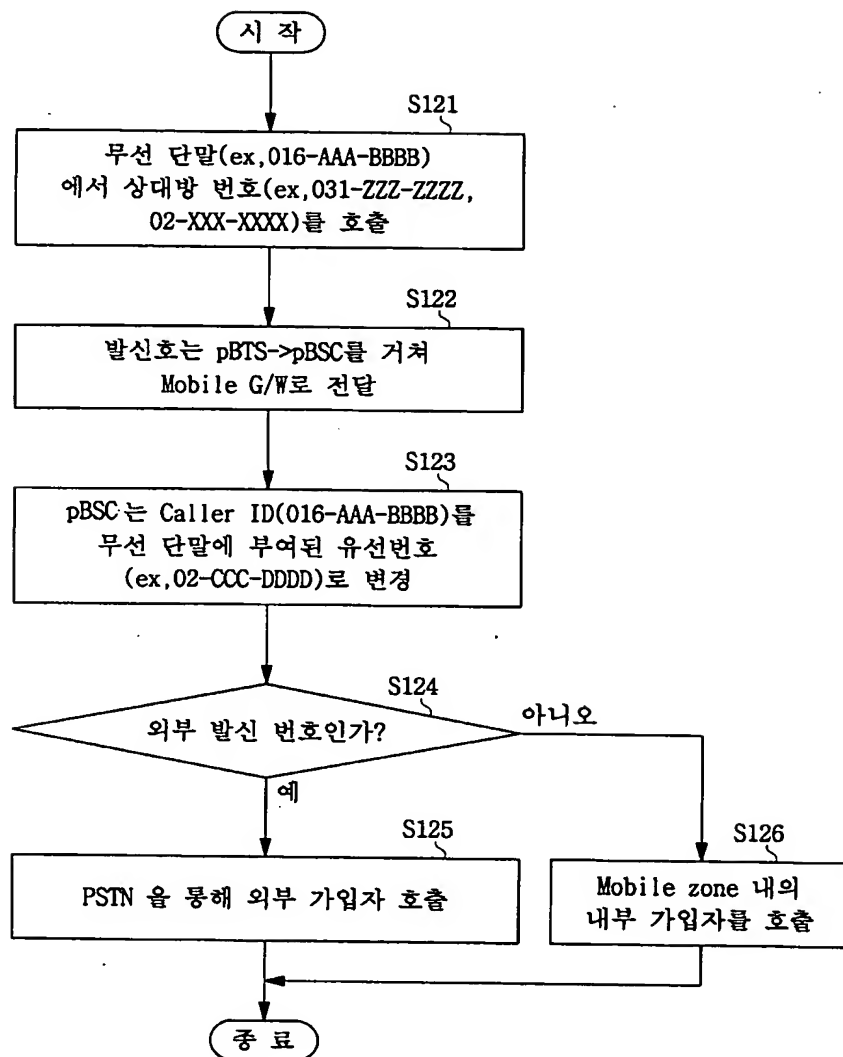 시 작
S121
무선 단말(ex,016-AAA-BBBB)
에서 상대방 번호(ex,031-ZZZ-ZZZZ,
02-XXX-XXXX)를 호출
S122
발신호는 pBTS->pBSC를 거쳐
Mobile G/W로 전달
S123
pBSC는 Caller ID(016-AAA-BBBB)를
무선 단말에 부여된 유선번호
(ex,02-CCC-DDDD)로 변경
S124
외부 발신 번호인가?
아니오
예
S125
PSTN 을 통해 외부 가입자 호출
S126
Mobile zone 내의
내부 가입자를 호출
종 료